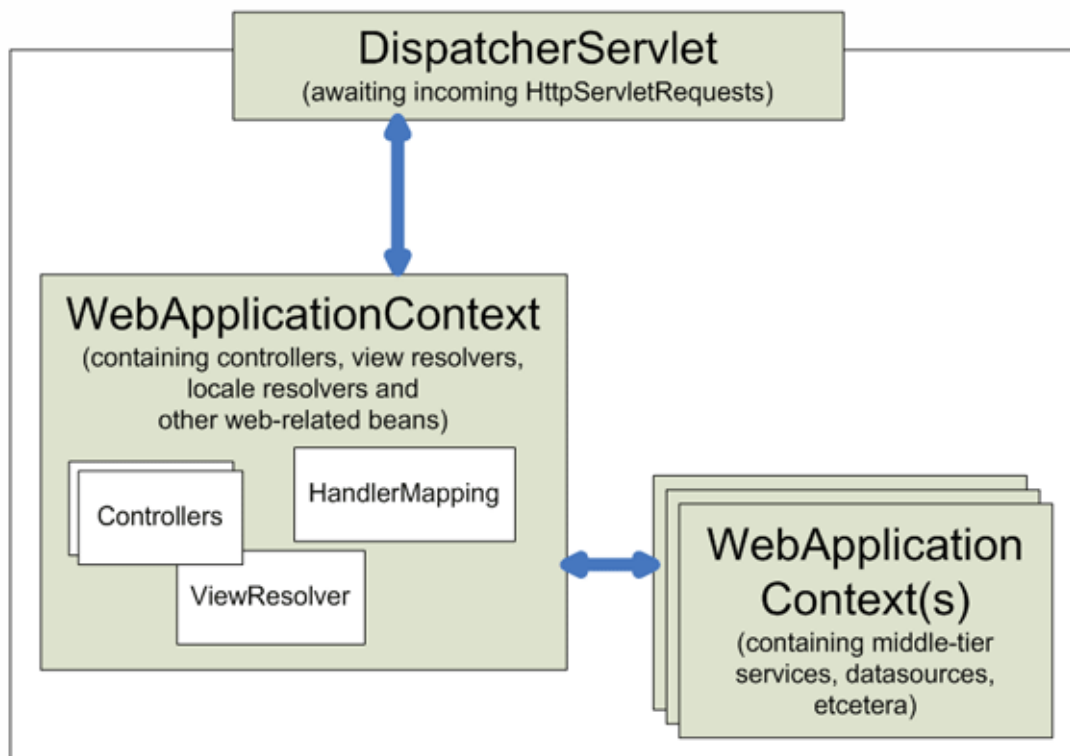 DispatcherServlet
(awaiting incoming HttpServletRequests)
WebApplicationContext
(containing controllers, view resolvers,
locale resolvers and
other web-related beans)
Controllers
HandlerMapping
ViewResolver
WebApplication
Context(s)
(containing middle-tier
services, datasources,
etcetera)